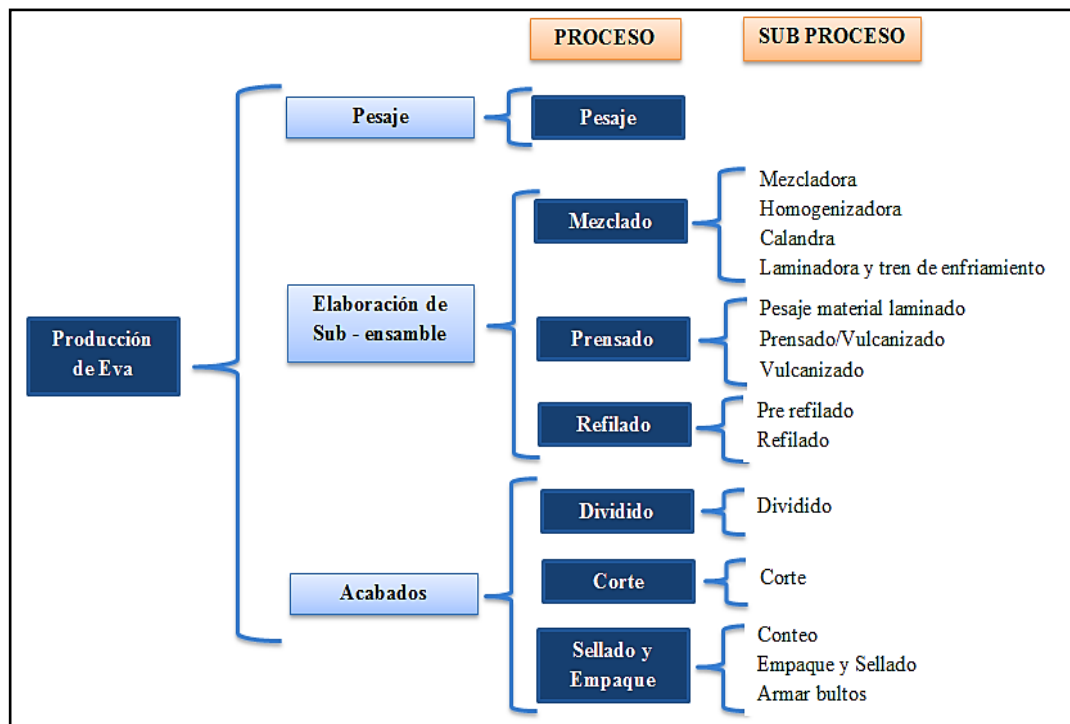 PROCESO
SUB PROCESO
Pesaje
Pesaje
Mezclado
Mezcladora
Homogenizadora
Calandra
Laminadora y tren de enfriamiento
Elaboración de
Sub - ensamble
Producción
de Eva
Prensado
Pesaje material laminado
Prensado/Vulcanizado
Vulcanizado
Refilado
Pre refilado
Refilado
Acabados
Dividido
Dividido
Corte
Corte
Sellado y
Empaque
Conteo
Empaque y Sellado
Armar bultos